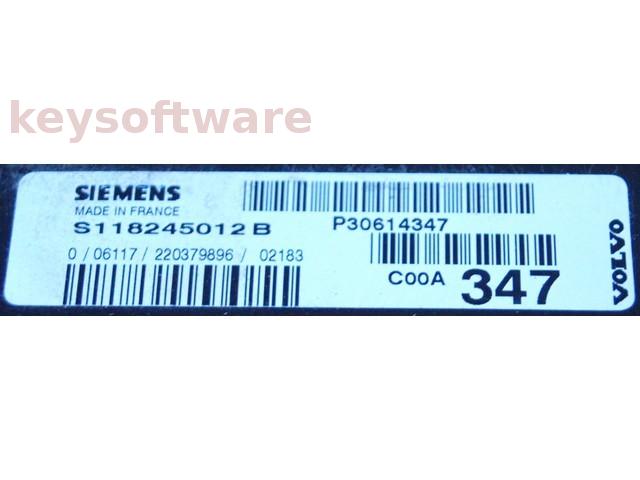 keysoftware
SIEMENS
MADE IN FRANCE
S118245012 B
P30614347
0 / 06117 / 220379896 / 02183
C00A 347
VOLVO